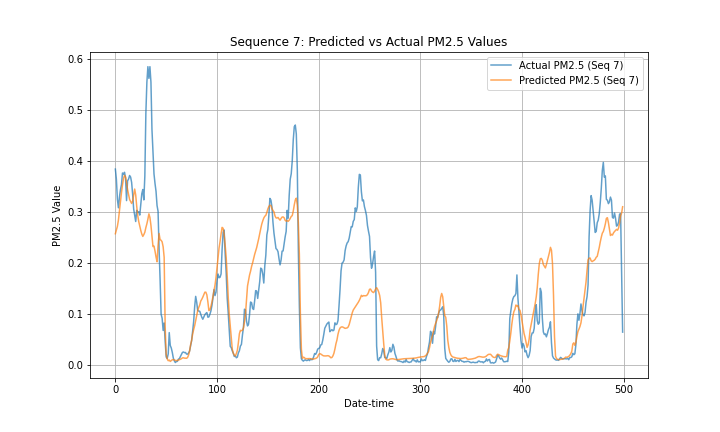 Sequence 7: Predicted vs Actual PM2.5 Values
Actual PM2.5 (Seq 7)
Predicted PM2.5 (Seq 7)
PM2.5 Value
0.6
0.5
0.4
0.3
0.2
0.1
0.0
0 100 200 300 400 500
Date-time